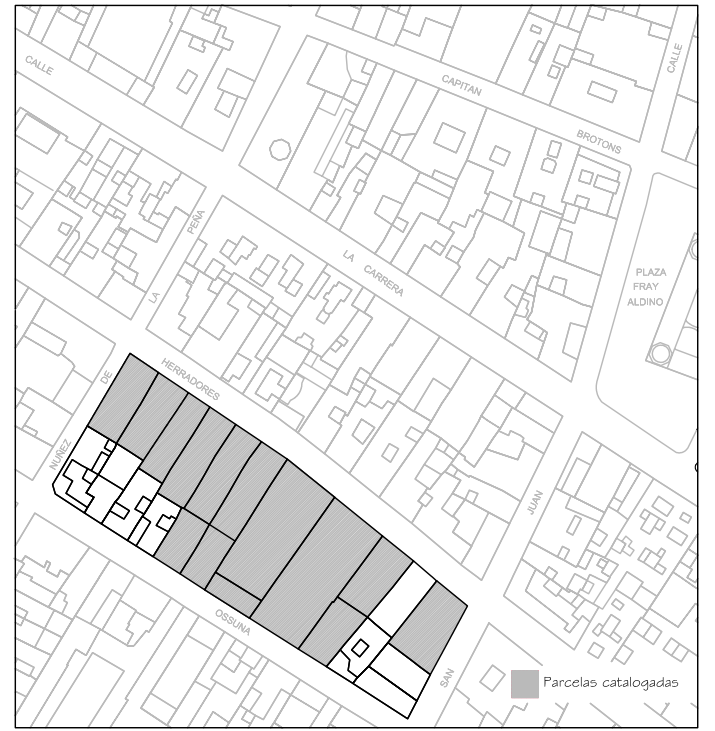 CALLE
CAPITAN
BROTONS
CALLE
LA PEÑA
LA CARRERA
PLAZA
FRAY
ALDINO
HERRADORES
NUÑEZ DE
JUAN
OSSUNA
SAN
Parcelas catalogadas